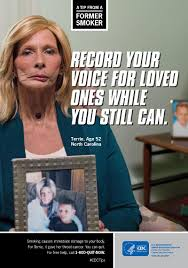 A TIP FROM A
FORMER
SMOKER
RECORD YOUR
VOICE FOR LOVED
ONES WHILE
YOU STILL CAN.
Terrie, Age 52
North Carolina
Smoking causes immediate damage to your body.
For Terrie, it gave her throat cancer. You can quit.
For free help, call 1-800-QUIT-NOW.
#CDCTips
CDC